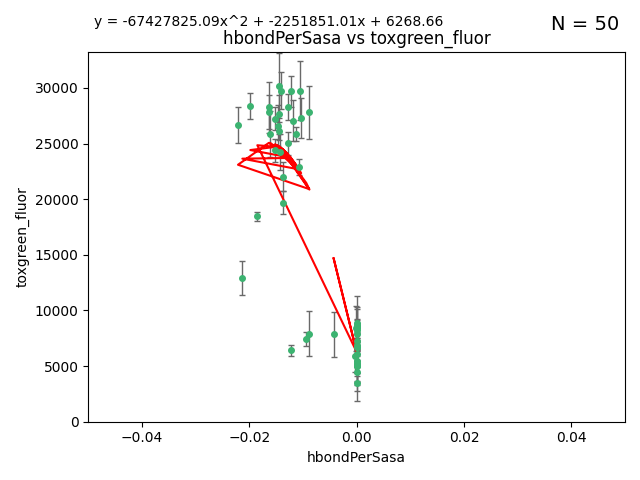 y = -67427825.09x^2 + -2251851.01x + 6268.66
N = 50
hbondPerSasa vs toxgreen_fluor
30000
25000
20000
15000
10000
5000
0
toxgreen_fluor
−0.04
−0.02
0.00
0.02
0.04
hbondPerSasa